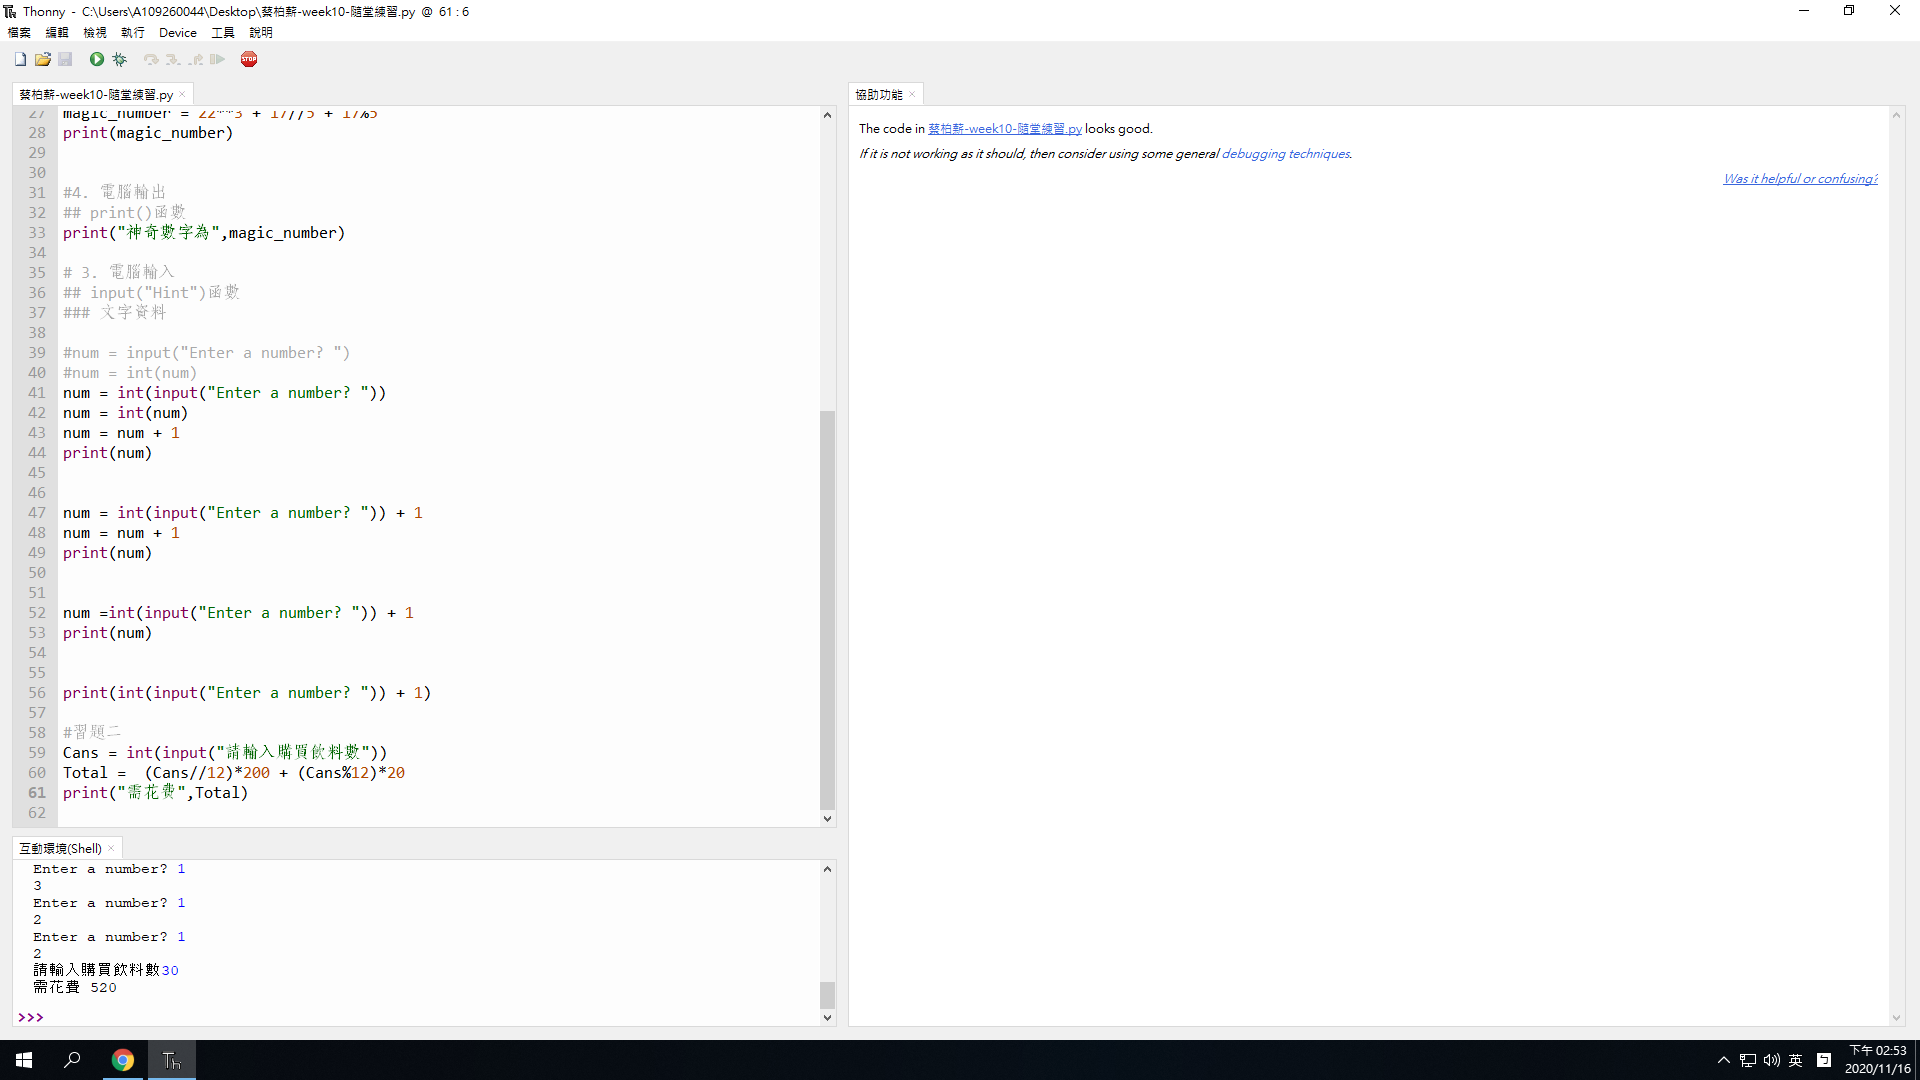 Thonny - C:\Users\A109260044\Desktop\蔡柏薪-week10-隨堂練習.py @ 61 : 6
檔案 編輯 檢視 執行 Device 工具 說明
STOP
蔡柏薪-week10-隨堂練習.py
27 magic_number = 22**3 + 17//5 + 17%5
28 print(magic_number)
29
30
31 #4. 電腦輸出
32 ## print()函數
33 print("神奇數字為",magic_number)
34
35 # 3. 電腦輸入
36 ## input("Hint")函數
37 ### 文字資料
38
39 #num = input("Enter a number? ")
40 #num = int(num)
41 num = int(input("Enter a number? "))
42 num = int(num)
43 num = num + 1
44 print(num)
45
46
47 num = int(input("Enter a number? ")) + 1
48 num = num + 1
49 print(num)
50
51
52 num =int(input("Enter a number? ")) + 1
53 print(num)
54
55
56 print(int(input("Enter a number? ")) + 1)
57
58 #習題二
59 Cans = int(input("請輸入購買飲料數"))
60 Total =  (Cans//12)*200 + (Cans%12)*20
61 print("需花費",Total)
62
互動環境(Shell)
Enter a number? 1
3
Enter a number? 1
2
Enter a number? 1
2
請輸入購買飲料數30
需花費 520
>>>
協助功能
The code in 蔡柏薪-week10-隨堂練習.py looks good.
If it is not working as it should, then consider using some general debugging techniques.
Was it helpful or confusing?
Th
英
ㄅ
下午 02:53
2020/11/16